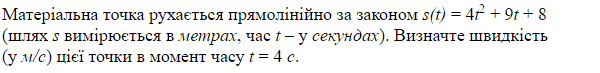 Матеріальна точка рухається прямолінійно за законом s(t) = 4t² + 9t + 8
(шлях s вимірюється в метрах, час t – у секундах). Визначте швидкість
(у м/с) цієї точки в момент часу t = 4 с.